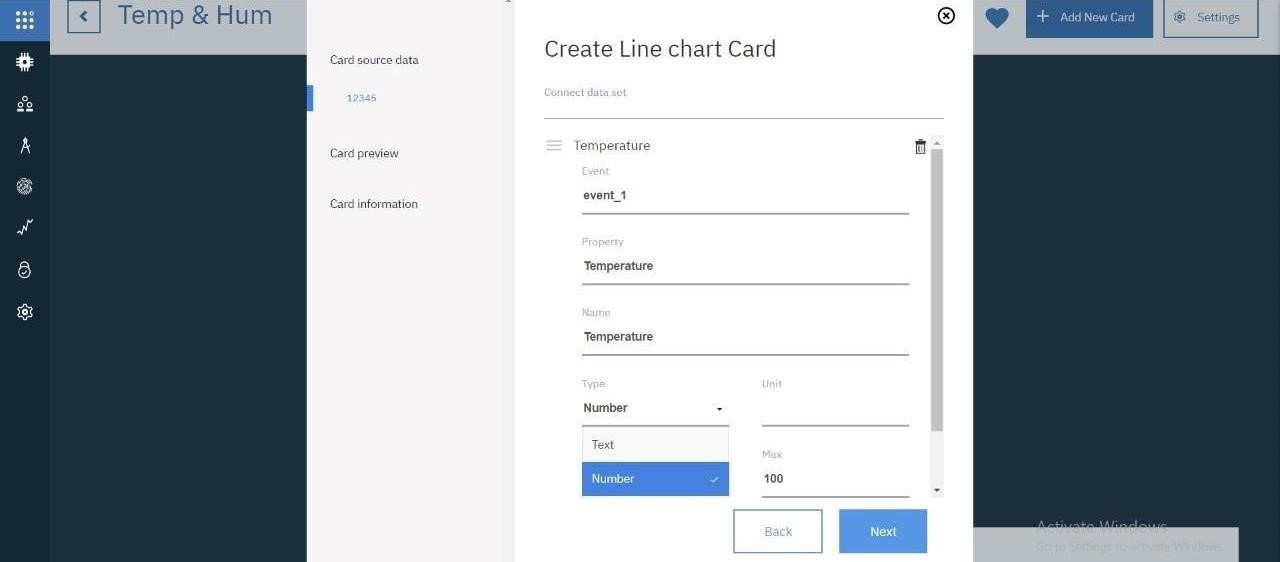 Temp & Hum
Add New Card
Settings
Card source data
12345
Card preview
Card information
Create Line chart Card
Connect data set
Temperature
Event
event_1
Property
Temperature
Name
Temperature
Type
Unit
Number
Text
Number
Max
100
Back
Next
Activate Windows
Go to Settings to activate Windows.